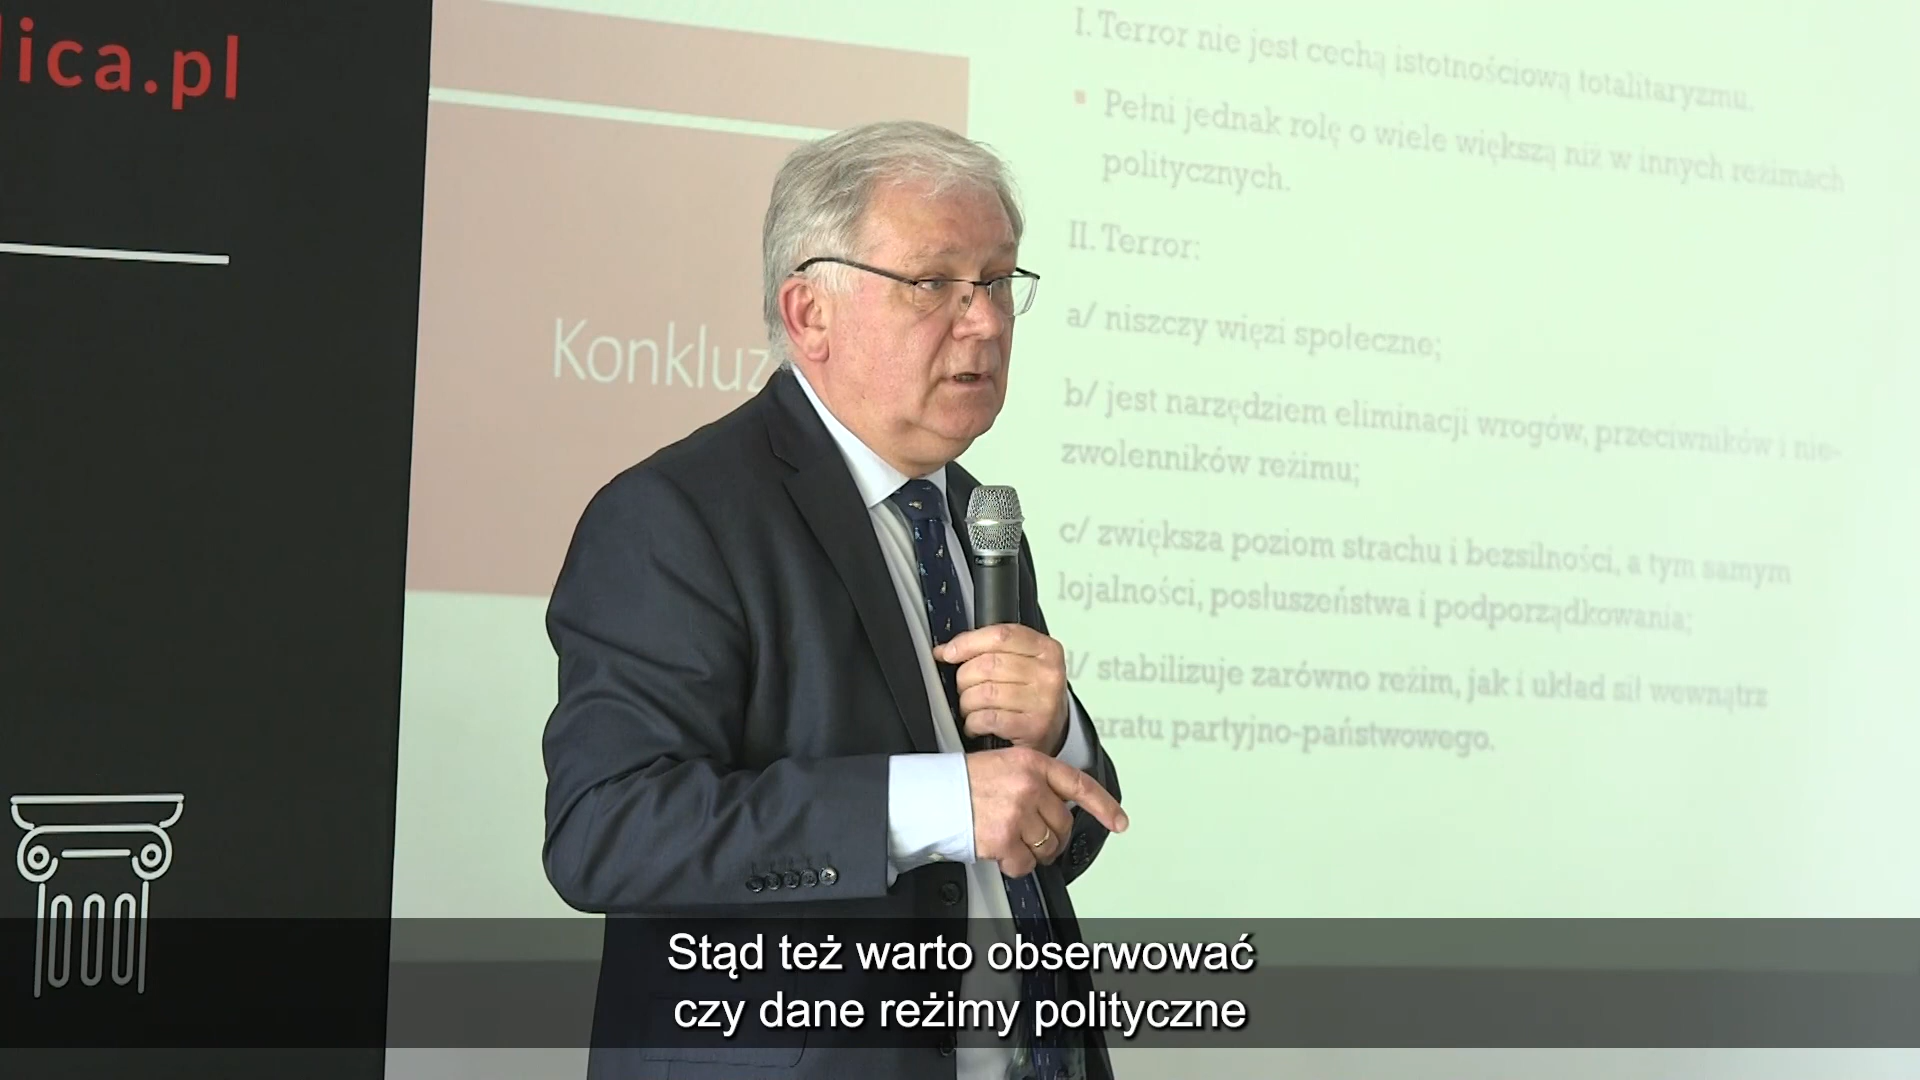 lica.pl
Konkluz
I. Terror nie jest cechą istotnościową totalitaryzmu.
Pełni jednak rolę o wiele większą niż w innych reżimach
politycznych.
II. Terror:
a/ niszczy więzi społeczne;
b/ jest narzędziem eliminacji wrogów, przeciwników i nie-
zwolenników reżimu;
c/ zwiększa poziom strachu i bezsilności, a tym samym
lojalności, posłuszeństwa i podporządkowania;
/ stabilizuje zarówno reżim, jak i układ sił wewnątrz
aratu partyjno-państwowego.
Stąd też warto obserwować
czy dane reżimy polityczne